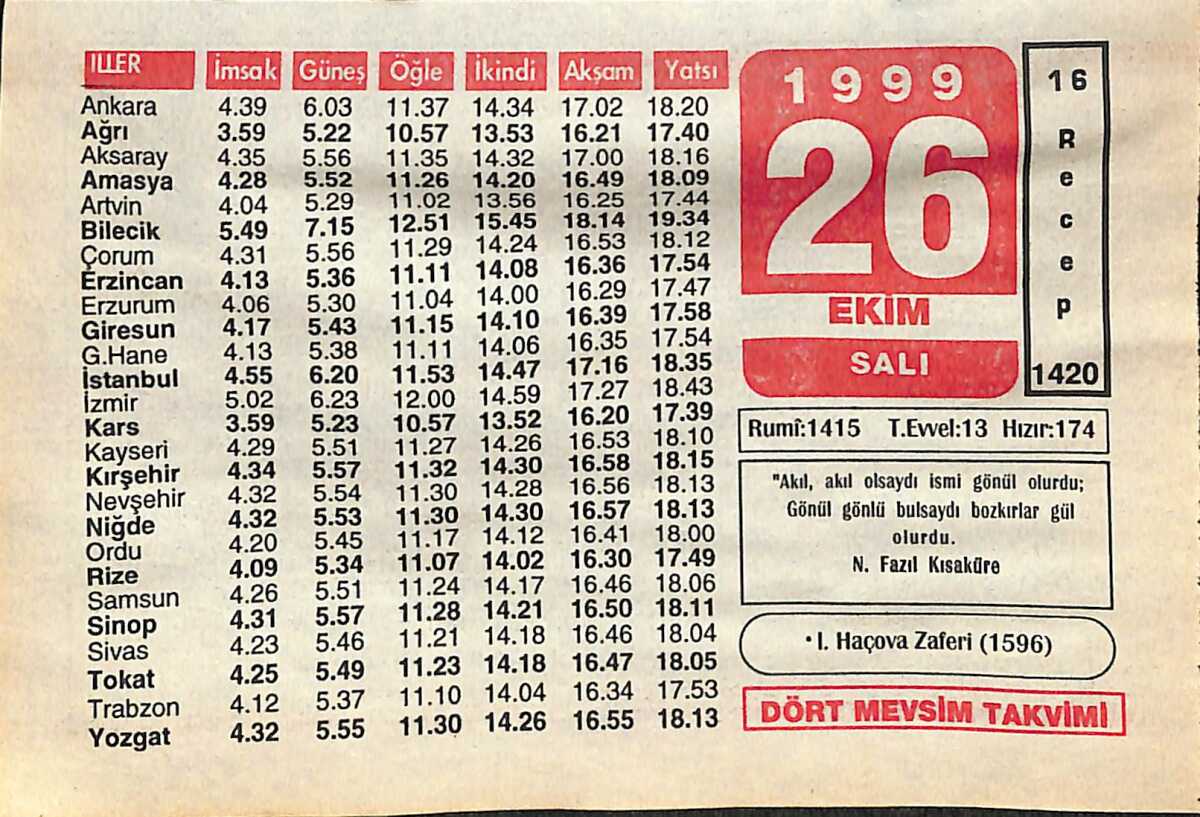 İLLER İmsak Güneş Öğle İkindi Akşam Yatsı
Ankara 4.39 6.03 11.37 14.34 17.02 18.20
Ağrı 3.59 5.22 10.57 13.53 16.21 17.40
Aksaray 4.35 5.56 11.35 14.32 17.00 18.16
Amasya 4.28 5.52 11.26 14.20 16.49 18.09
Artvin 4.04 5.29 11.02 13.56 16.25 17.44
Bilecik 5.49 7.15 12.51 15.45 18.14 19.34
Çorum 4.31 5.56 11.29 14.24 16.53 18.12
Erzincan 4.13 5.36 11.11 14.08 16.36 17.54
Erzurum 4.06 5.30 11.04 14.00 16.29 17.47
Giresun 4.17 5.43 11.15 14.10 16.39 17.58
G.Hane 4.13 5.38 11.11 14.06 16.35 17.54
İstanbul 4.55 6.20 11.53 14.47 17.16 18.35
İzmir 5.02 6.23 12.00 14.59 17.27 18.43
Kars 3.59 5.23 10.57 13.52 16.20 17.39
Kayseri 4.29 5.51 11.27 14.26 16.53 18.10
Kırşehir 4.34 5.57 11.32 14.30 16.58 18.15
Nevşehir 4.32 5.54 11.30 14.28 16.56 18.13
Niğde 4.32 5.53 11.30 14.30 16.57 18.13
Ordu 4.20 5.45 11.17 14.12 16.41 18.00
Rize 4.09 5.34 11.07 14.02 16.30 17.49
Samsun 4.26 5.51 11.24 14.17 16.46 18.06
Sinop 4.31 5.57 11.28 14.21 16.50 18.11
Sivas 4.23 5.46 11.21 14.18 16.46 18.04
Tokat 4.25 5.49 11.23 14.18 16.47 18.05
Trabzon 4.12 5.37 11.10 14.04 16.34 17.53
Yozgat 4.32 5.55 11.30 14.26 16.55 18.13
1999
26
EKİM
SALI
16
Recep
1420
Rumî:1415 T.Evvel:13 Hızır:174
"Akıl, akıl olsaydı ismi gönül olurdu;
Gönül gönlü bulsaydı bozkırlar gül
olurdu.
N. Fazıl Kısaküre
• I. Haçova Zaferi (1596)
DÖRT MEVSİM TAKVİMİ